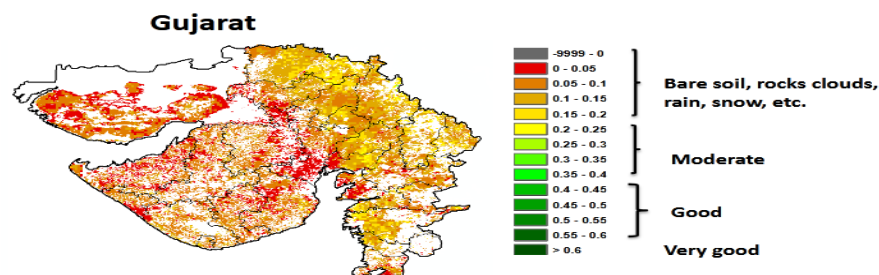 Gujarat
-9999 - 0
0 - 0.05
0.05 - 0.1
0.1 - 0.15
0.15 - 0.2
0.2 - 0.25
0.25 - 0.3
0.3 - 0.35
0.35 - 0.4
0.4 - 0.45
0.45 - 0.5
0.5 - 0.55
0.55 - 0.6
> 0.6
Bare soil, rocks clouds,
rain, snow, etc.
Moderate
Good
Very good